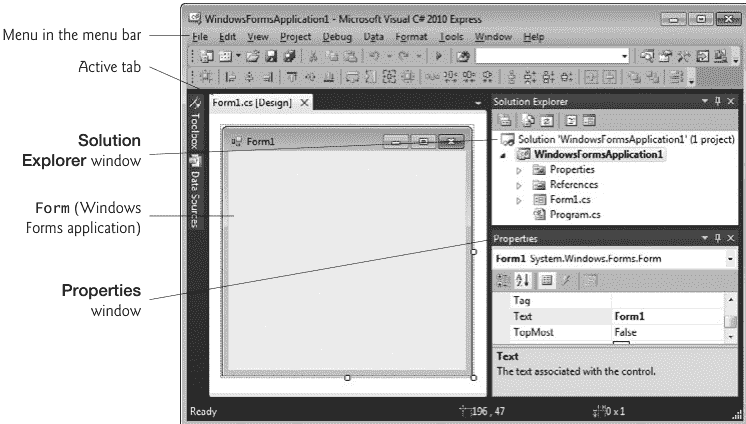 WindowsFormsApplication1 - Microsoft Visual C# 2010 Express
Menu in the menu bar
File Edit View Project Debug Data Format Tools Window Help
Active tab
Form1.cs [Design]
Solution Explorer
Toolbox
Data Sources
Form1
Solution
Explorer window
Solution 'WindowsFormsApplication1' (1 project)
WindowsFormsApplication1
Properties
References
Form1.cs
Program.cs
Form (Windows
Forms application)
Properties
Form1 System.Windows.Forms.Form
Properties
window
Tag
Text Form1
TopMost False
Text
The text associated with the control.
Ready
196 , 47
0 x 1